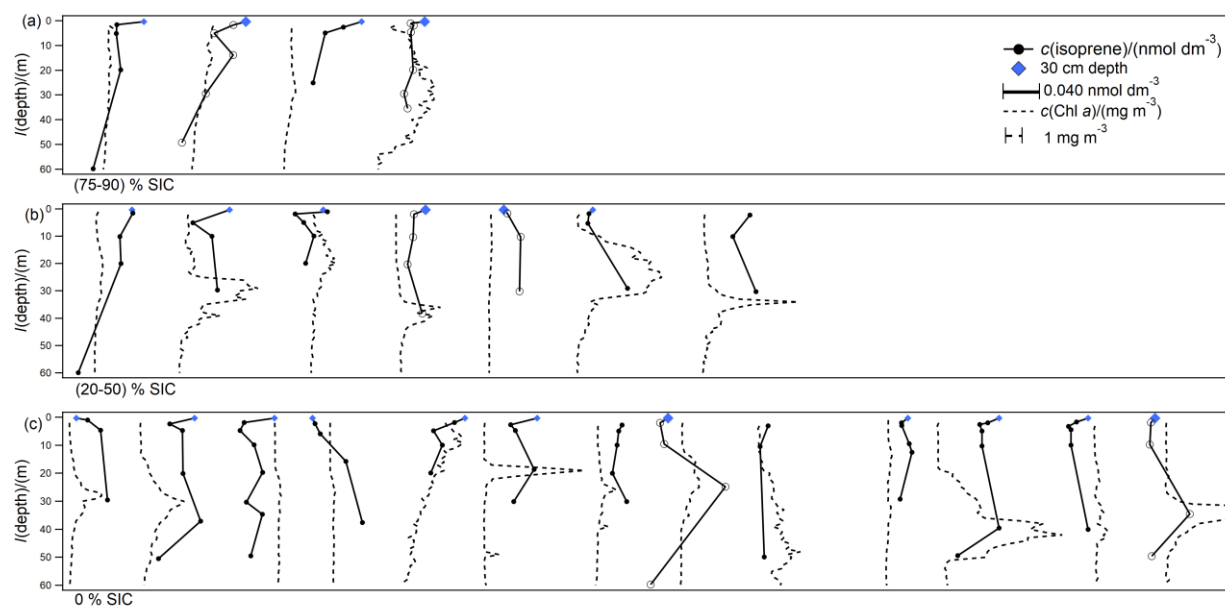 (a)
0
10
20
30
40
50
60
l(depth)/(m)
(75-90) % SIC
c(isoprene)/(nmol dm⁻³)
30 cm depth
0.040 nmol dm⁻³
c(Chl a)/(mg m⁻³)
1 mg m⁻³
(b)
0
10
20
30
40
50
60
l(depth)/(m)
(20-50) % SIC
(c)
0
10
20
30
40
50
60
l(depth)/(m)
0 % SIC